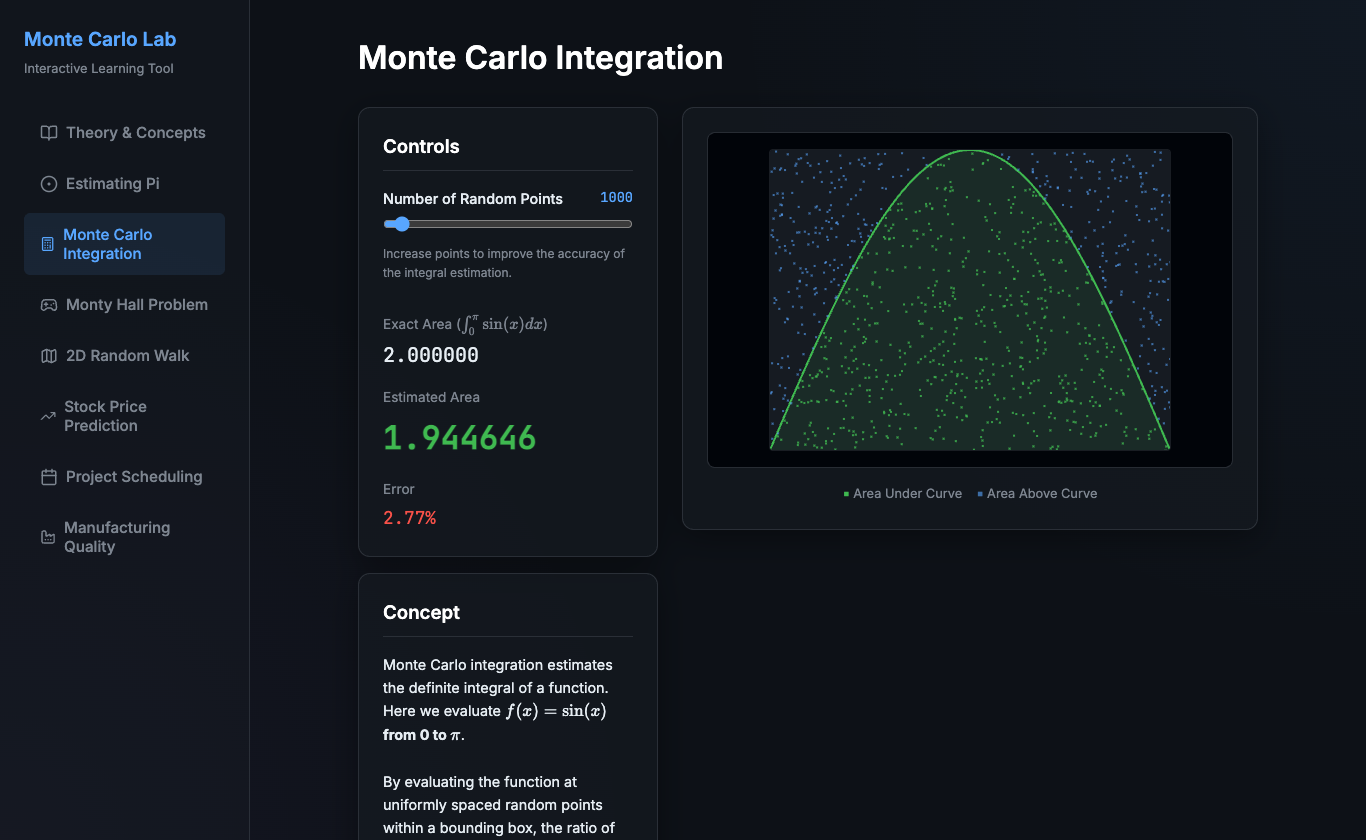 Monte Carlo Lab
Interactive Learning Tool
Theory & Concepts
Estimating Pi
Monte Carlo
Integration
Monty Hall Problem
2D Random Walk
Stock Price
Prediction
Project Scheduling
Manufacturing
Quality
Monte Carlo Integration
Controls
Number of Random Points 1000
Increase points to improve the accuracy of
the integral estimation.
Exact Area (∫₀^π sin(x)dx)
2.000000
Estimated Area
1.944646
Error
2.77%
Area Under Curve Area Above Curve
Concept
Monte Carlo integration estimates
the definite integral of a function.
Here we evaluate f(x) = sin(x)
from 0 to π.
By evaluating the function at
uniformly spaced random points
within a bounding box, the ratio of